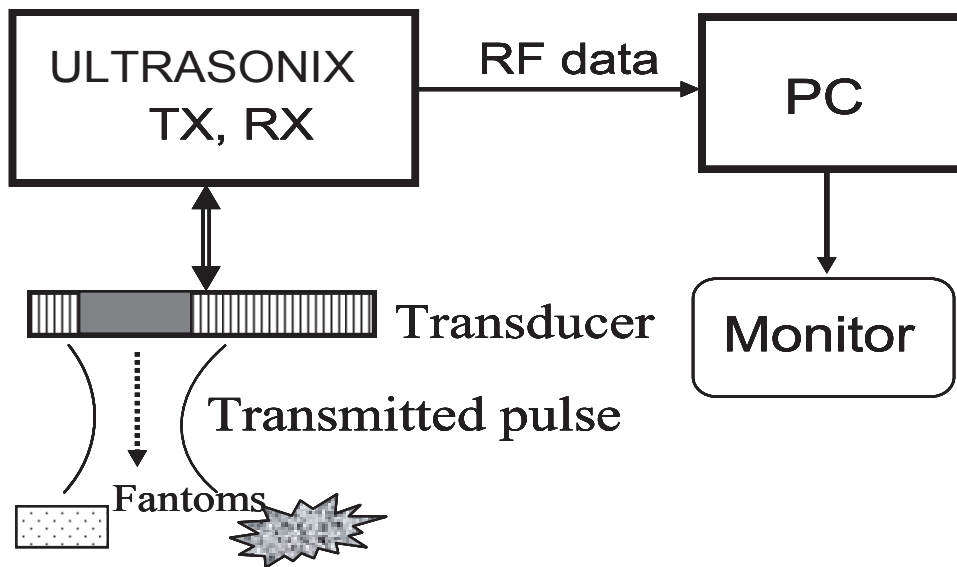 ULTRASONIX
TX, RX
RF data
PC
Transducer
Monitor
Transmitted pulse
Fantoms